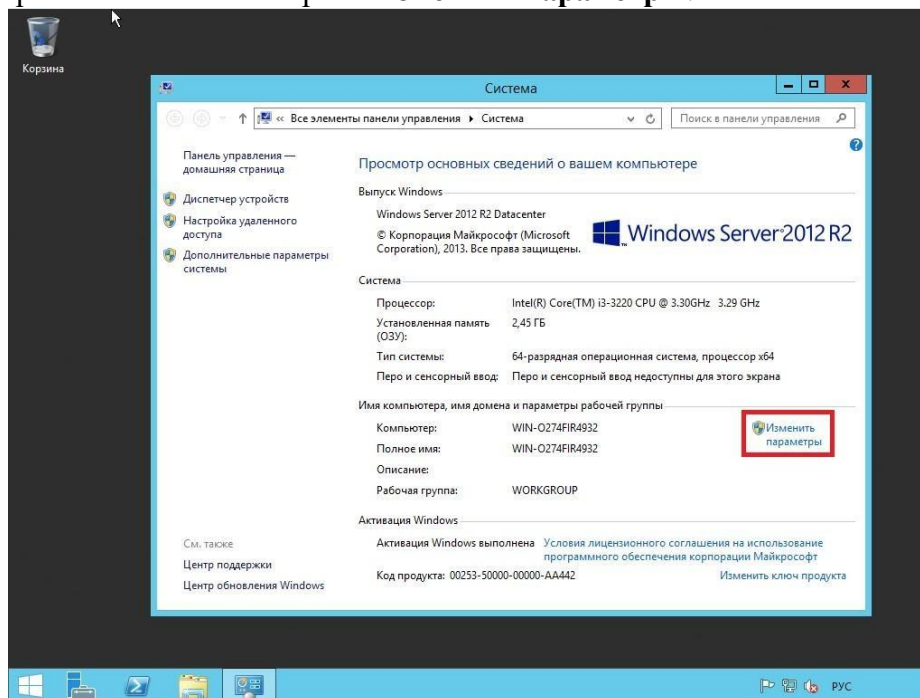 Корзина
Система
« Все элементы панели управления ▸ Система
Поиск в панели управления
Панель управления —
домашняя страница
Диспетчер устройств
Настройка удаленного
доступа
Дополнительные параметры
системы
Просмотр основных сведений о вашем компьютере
Выпуск Windows
Windows Server 2012 R2 Datacenter
© Корпорация Майкрософт (Microsoft
Corporation), 2013. Все права защищены.
Windows Server 2012 R2
Система
Процессор: Intel(R) Core(TM) i3-3220 CPU @ 3.30GHz 3.29 GHz
Установленная память
(ОЗУ): 2,45 ГБ
Тип системы: 64-разрядная операционная система, процессор x64
Перо и сенсорный ввод: Перо и сенсорный ввод недоступны для этого экрана
Имя компьютера, имя домена и параметры рабочей группы
Компьютер: WIN-O274FIR4932
Изменить
параметры
Полное имя: WIN-O274FIR4932
Описание:
Рабочая группа: WORKGROUP
Активация Windows
Активация Windows выполнена Условия лицензионного соглашения на использование
программного обеспечения корпорации Майкрософт
Код продукта: 00253-50000-00000-AA442 Изменить ключ продукта
См. также
Центр поддержки
Центр обновления Windows
РУС